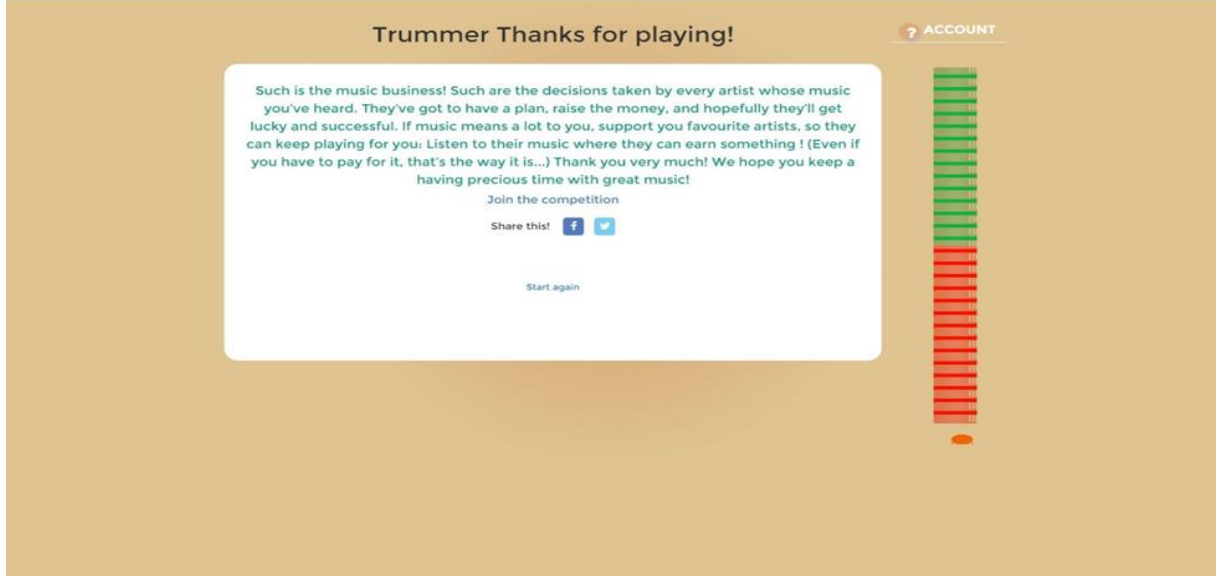 Trummer Thanks for playing!
? ACCOUNT
Such is the music business! Such are the decisions taken by every artist whose music
you've heard. They've got to have a plan, raise the money, and hopefully they'll get
lucky and successful. If music means a lot to you, support you favourite artists, so they
can keep playing for you: Listen to their music where they can earn something ! (Even if
you have to pay for it, that's the way it is...) Thank you very much! We hope you keep a
having precious time with great music!
Join the competition
Share this!
Start again